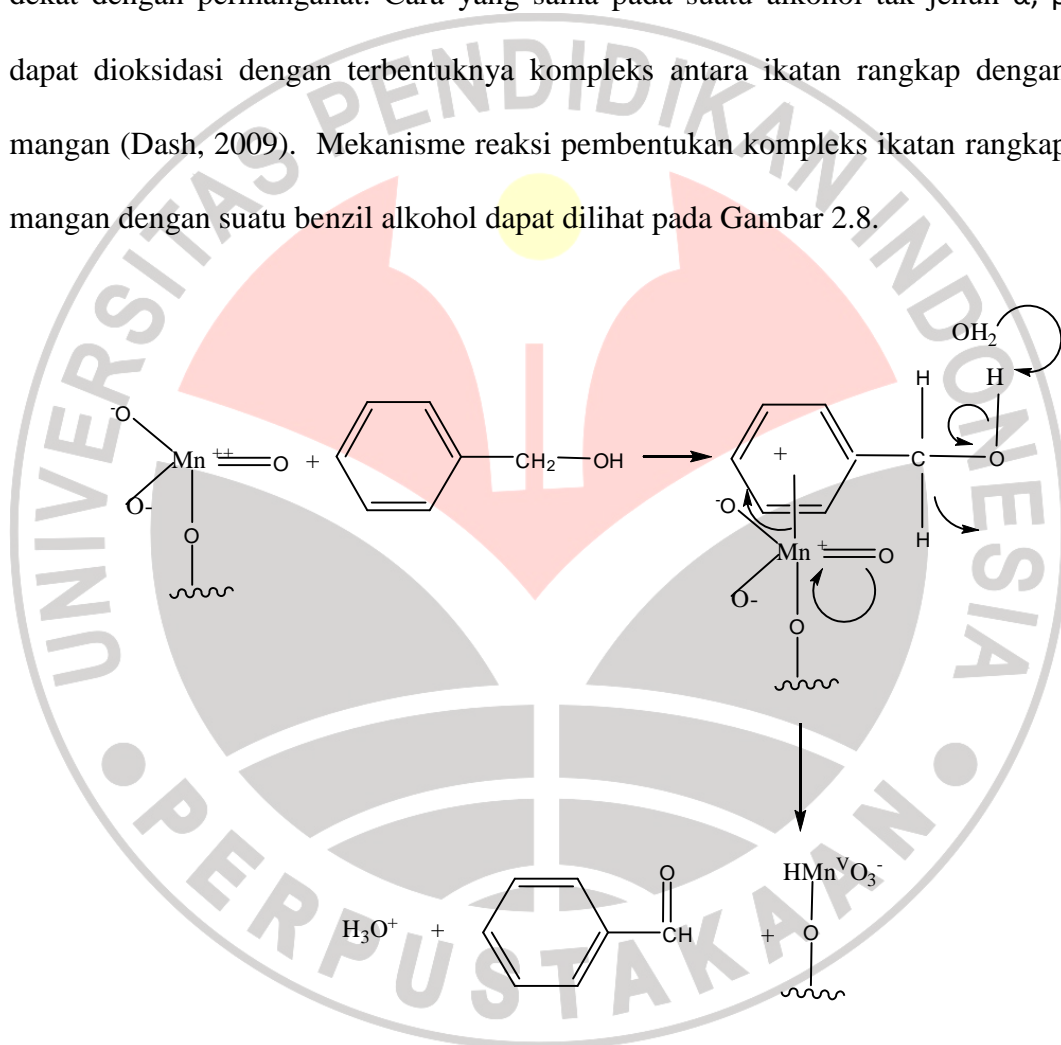 dekat dengan permanganat. Cara yang sama pada suatu alkohol tak jenuh α, β
dapat dioksidasi dengan terbentuknya kompleks antara ikatan rangkap dengan
mangan (Dash, 2009).  Mekanisme reaksi pembentukan kompleks ikatan rangkap
mangan dengan suatu benzil alkohol dapat dilihat pada Gambar 2.8.
UNIVERSITAS PENDIDIKAN INDONESIA
PERPUSTAKAAN
-O
Mn ++ O
O-
O
+
CH2 OH
OH2
H H
+ C O
-O H
Mn + O
O-
O
HMnVO3-
O
H3O+ + CH + O